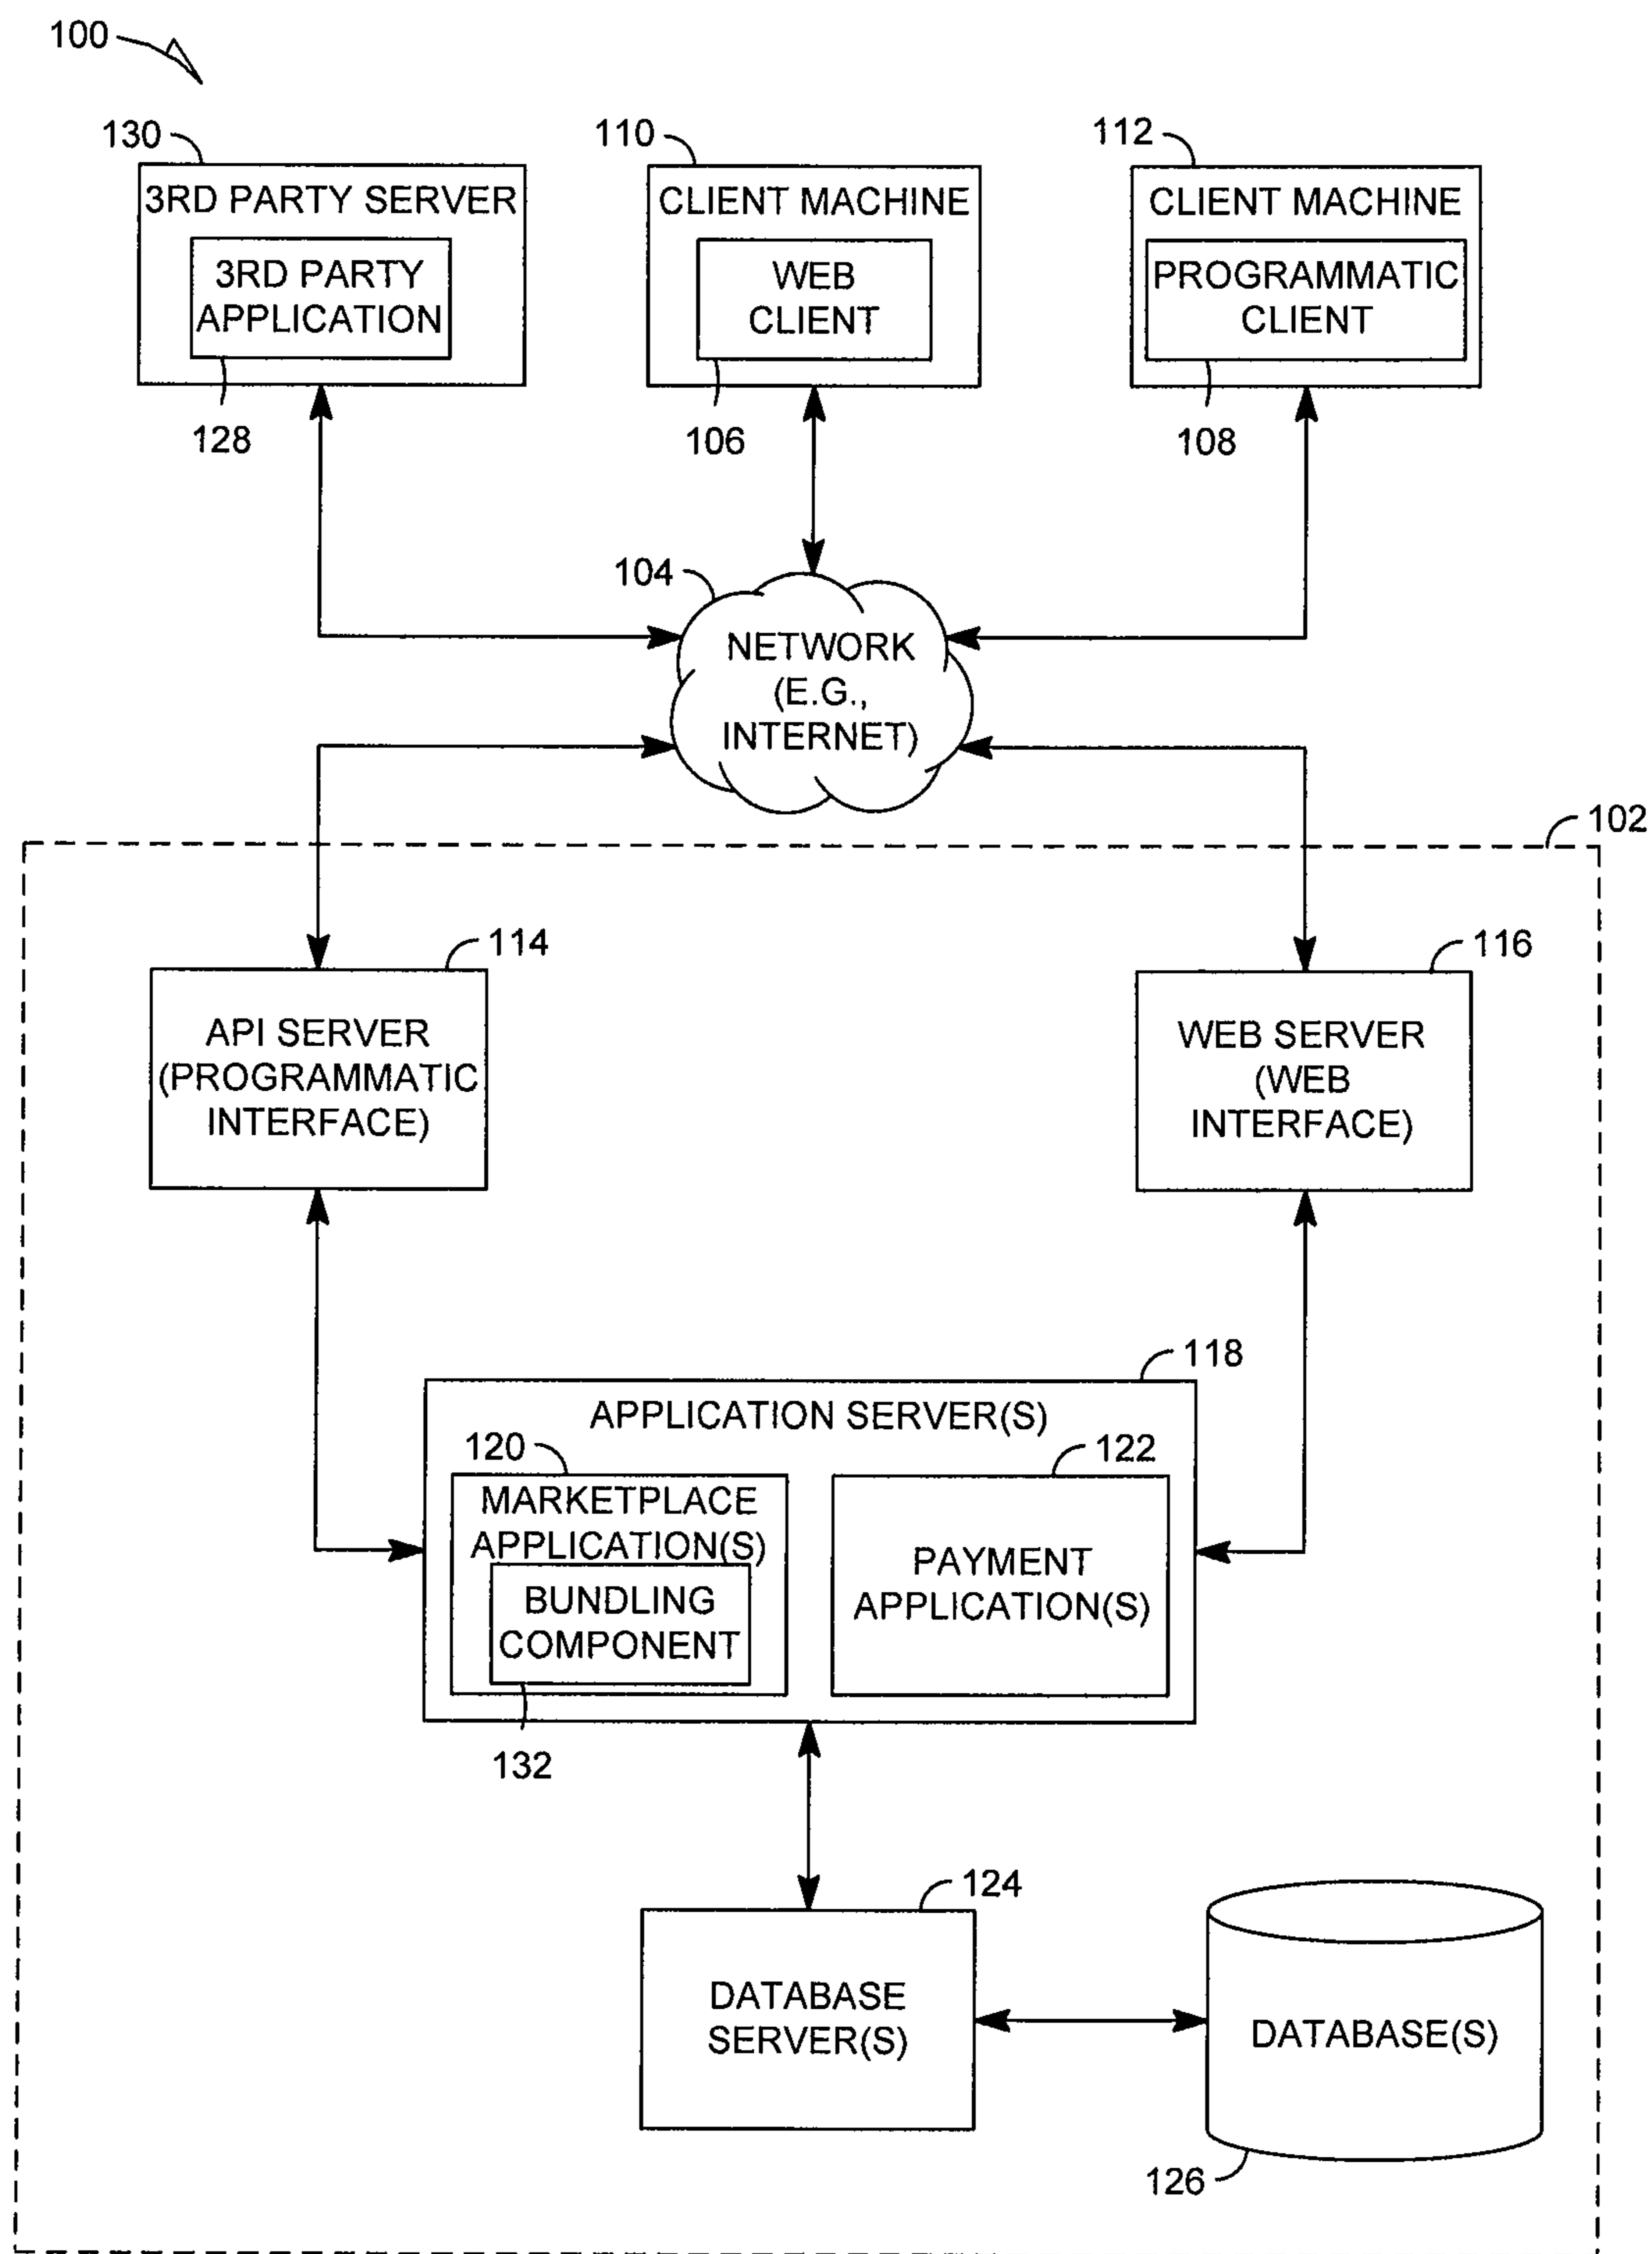 100
130
110
112
3RD PARTY SERVER
3RD PARTY
APPLICATION
128
CLIENT MACHINE
WEB
CLIENT
106
CLIENT MACHINE
PROGRAMMATIC
CLIENT
108
104
NETWORK
(E.G.,
INTERNET)
102
114
API SERVER
(PROGRAMMATIC
INTERFACE)
116
WEB SERVER
(WEB
INTERFACE)
118
APPLICATION SERVER(S)
120
MARKETPLACE
APPLICATION(S)
BUNDLING
COMPONENT
132
122
PAYMENT
APPLICATION(S)
124
DATABASE
SERVER(S)
DATABASE(S)
126